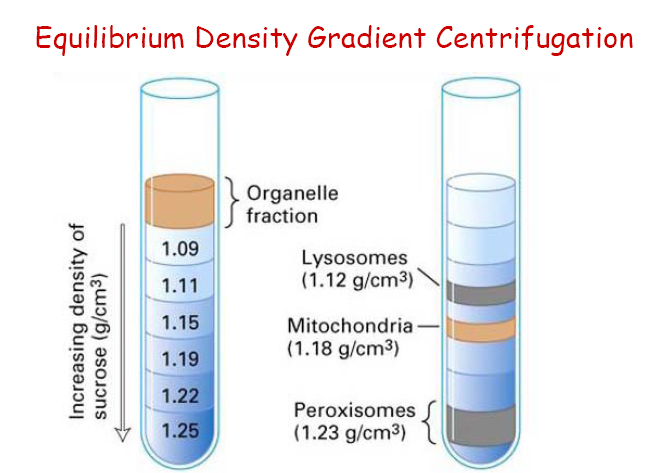 Equilibrium Density Gradient Centrifugation
Organelle
fraction
Increasing density of
sucrose (g/cm³)
1.09
1.11
1.15
1.19
1.22
1.25
Lysosomes
(1.12 g/cm³)
Mitochondria
(1.18 g/cm³)
Peroxisomes
(1.23 g/cm³)